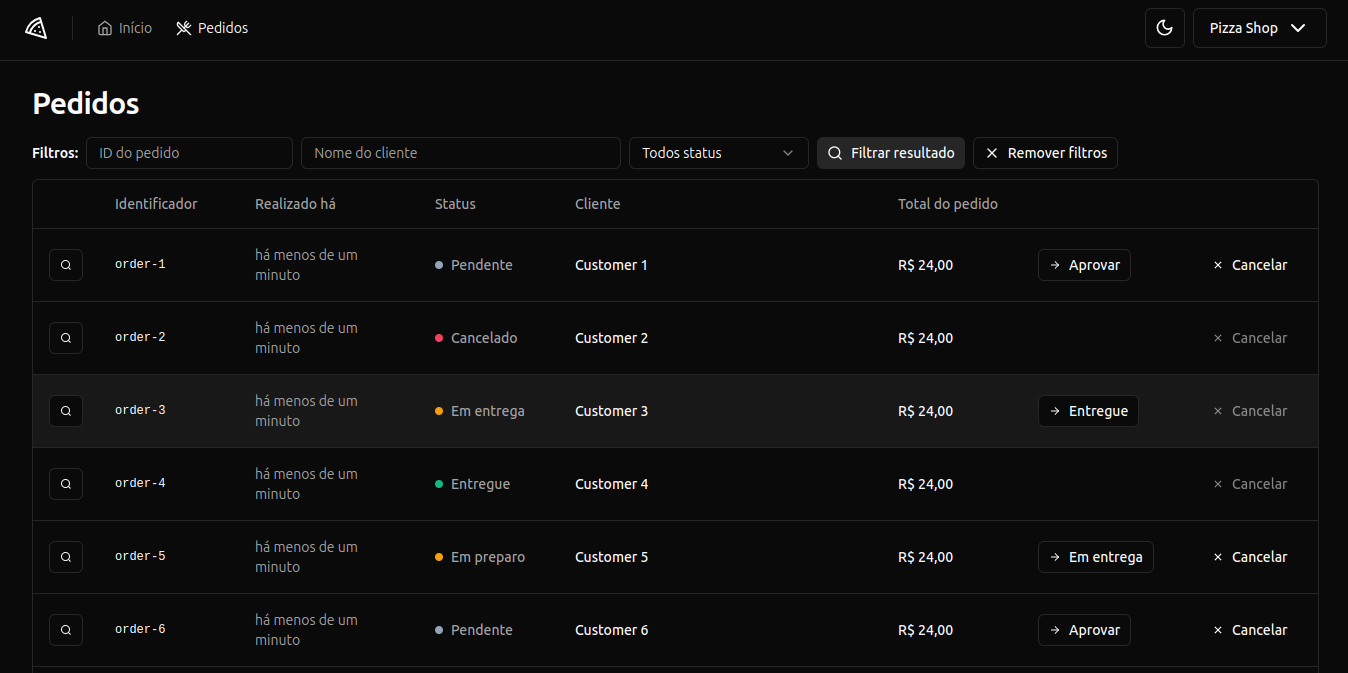 Início Pedidos Pizza Shop
Pedidos
Filtros: ID do pedido Nome do cliente Todos status Filtrar resultado Remover filtros
Identificador Realizado há Status Cliente Total do pedido
order-1 há menos de um minuto Pendente Customer 1 R$ 24,00 Aprovar Cancelar
order-2 há menos de um minuto Cancelado Customer 2 R$ 24,00 Cancelar
order-3 há menos de um minuto Em entrega Customer 3 R$ 24,00 Entregue Cancelar
order-4 há menos de um minuto Entregue Customer 4 R$ 24,00 Cancelar
order-5 há menos de um minuto Em preparo Customer 5 R$ 24,00 Em entrega Cancelar
order-6 há menos de um minuto Pendente Customer 6 R$ 24,00 Aprovar Cancelar